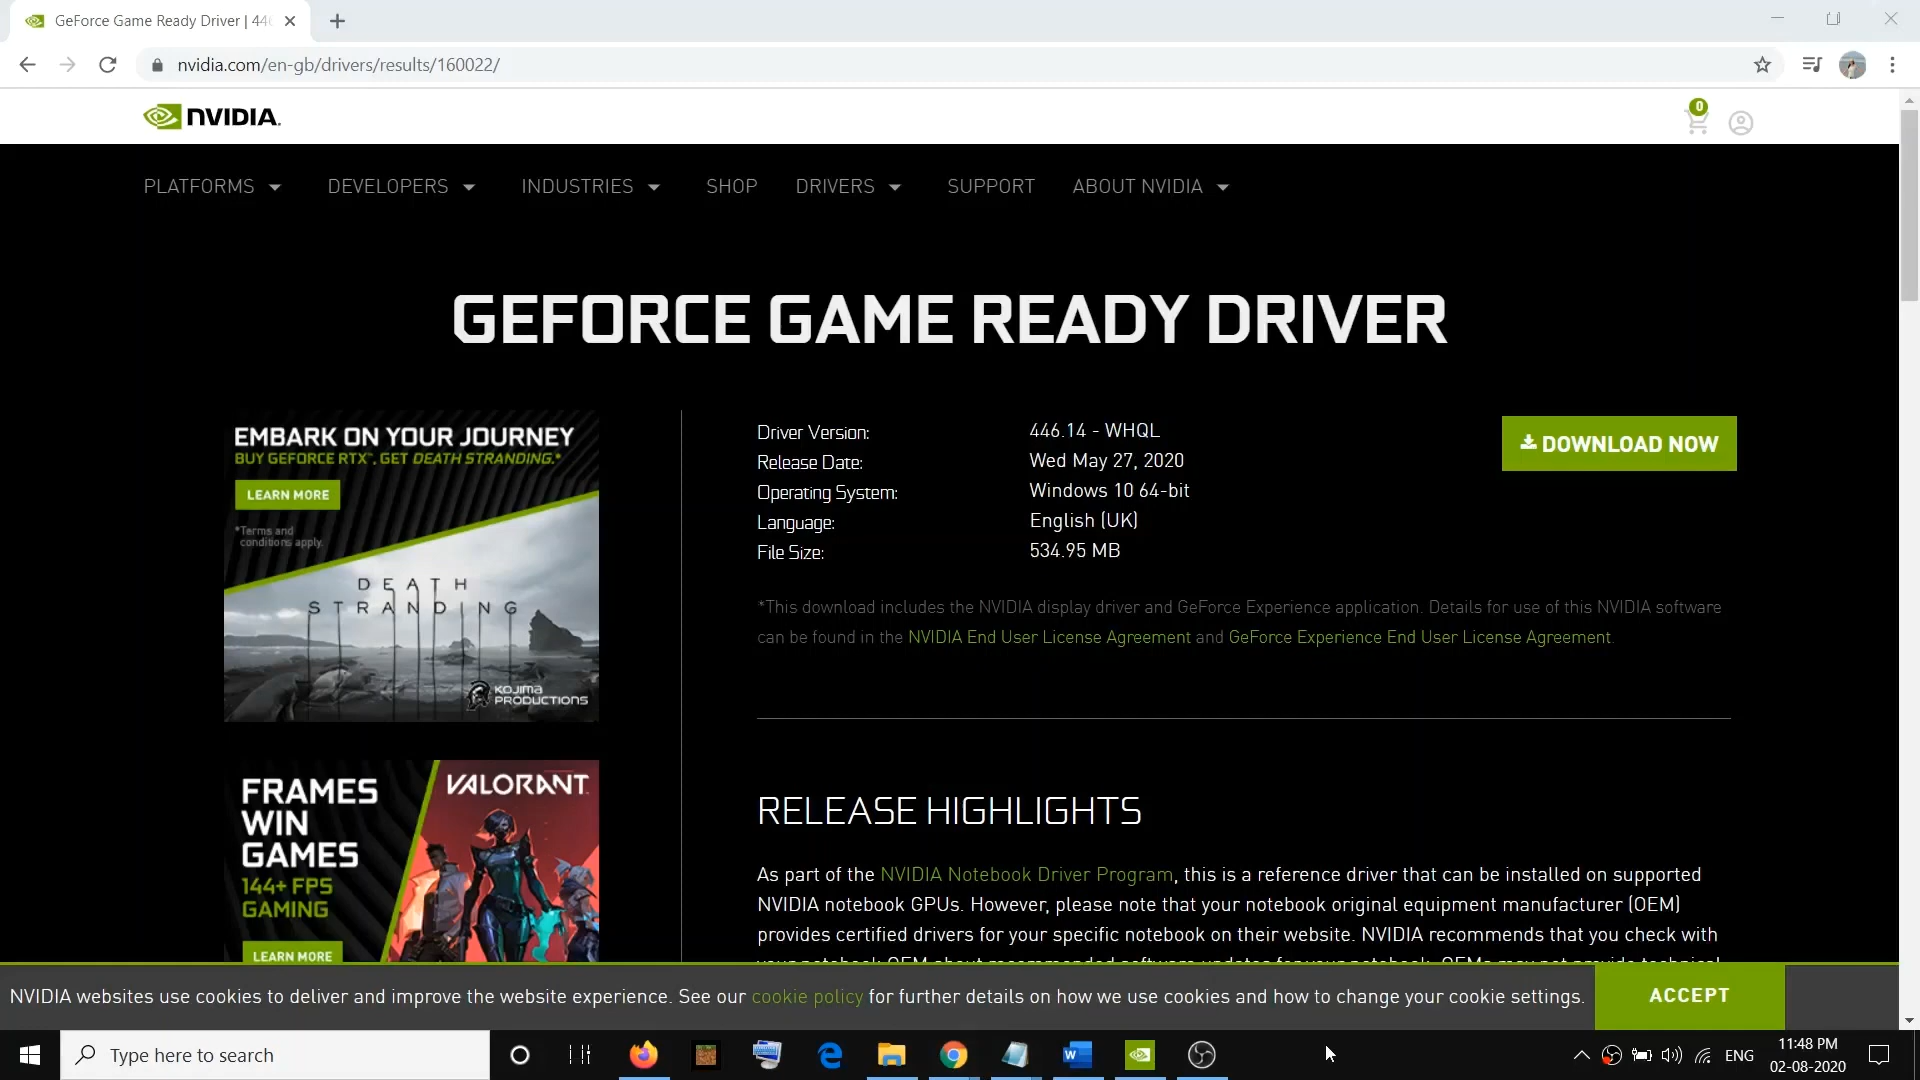 GeForce Game Ready Driver | 446
nvidia.com/en-gb/drivers/results/160022/
NVIDIA.
0
PLATFORMS
DEVELOPERS
INDUSTRIES
SHOP
DRIVERS
SUPPORT
ABOUT NVIDIA
GEFORCE GAME READY DRIVER
EMBARK ON YOUR JOURNEY
BUY GEFORCE RTX™, GET DEATH STRANDING.*
LEARN MORE
*Terms and
conditions apply.
DEATH
STRANDING
KOJIMA
PRODUCTIONS
Driver Version: 446.14 - WHQL
Release Date: Wed May 27, 2020
Operating System: Windows 10 64-bit
Language: English (UK)
File Size: 534.95 MB
DOWNLOAD NOW
*This download includes the NVIDIA display driver and GeForce Experience application. Details for use of this NVIDIA software
can be found in the NVIDIA End User License Agreement and GeForce Experience End User License Agreement.
FRAMES
WIN
GAMES
144+ FPS
GAMING
VALORANT
LEARN MORE
RELEASE HIGHLIGHTS
As part of the NVIDIA Notebook Driver Program, this is a reference driver that can be installed on supported
NVIDIA notebook GPUs. However, please note that your notebook original equipment manufacturer (OEM)
provides certified drivers for your specific notebook on their website. NVIDIA recommends that you check with
NVIDIA websites use cookies to deliver and improve the website experience. See our cookie policy for further details on how we use cookies and how to change your cookie settings.
ACCEPT
Type here to search
ENG
11:48 PM
02-08-2020